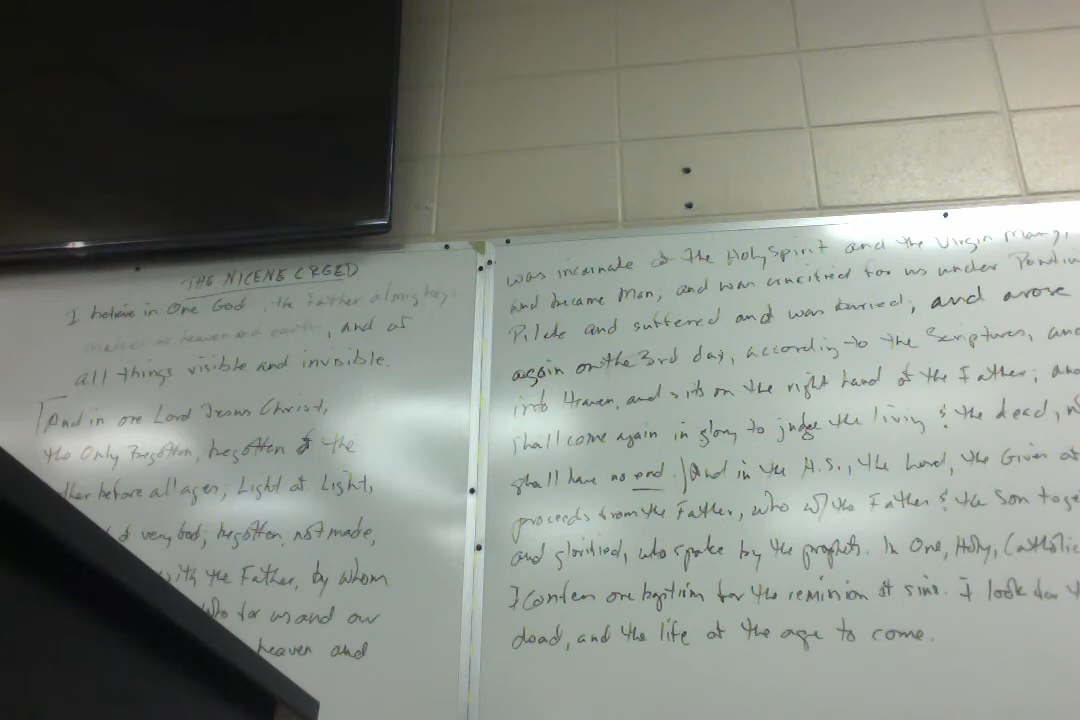 THE NICENE CREED
I believe in One God, the Father almighty,
maker of heaven and earth, and of
all things visible and invisible.
And in one Lord Jesus Christ,
the Only Begotten, begotten of the
ther before all ages; Light of Light,
of very God; begotten, not made,
with the Father, by whom
Who for us and our
heaven and
was incarnate of the Holy Spirit and the Virgin Mary,
and became Man; and was crucified for us under Pontiu
Pilate and suffered and was buried; and arose
again on the 3rd day, according to the Scriptures, and
into Heaven, and sits on the right hand of the Father; and
shall come again in glory to judge the living & the dead,
shall have no end. And in the H.S., the Lord, the Giver of
proceeds from the Father, who w/ the Father & the Son toge
and glorified, who spake by the prophets. In One, Holy, Catholic
I confess one baptism for the remission of sins. I look for
dead, and the life of the age to come.